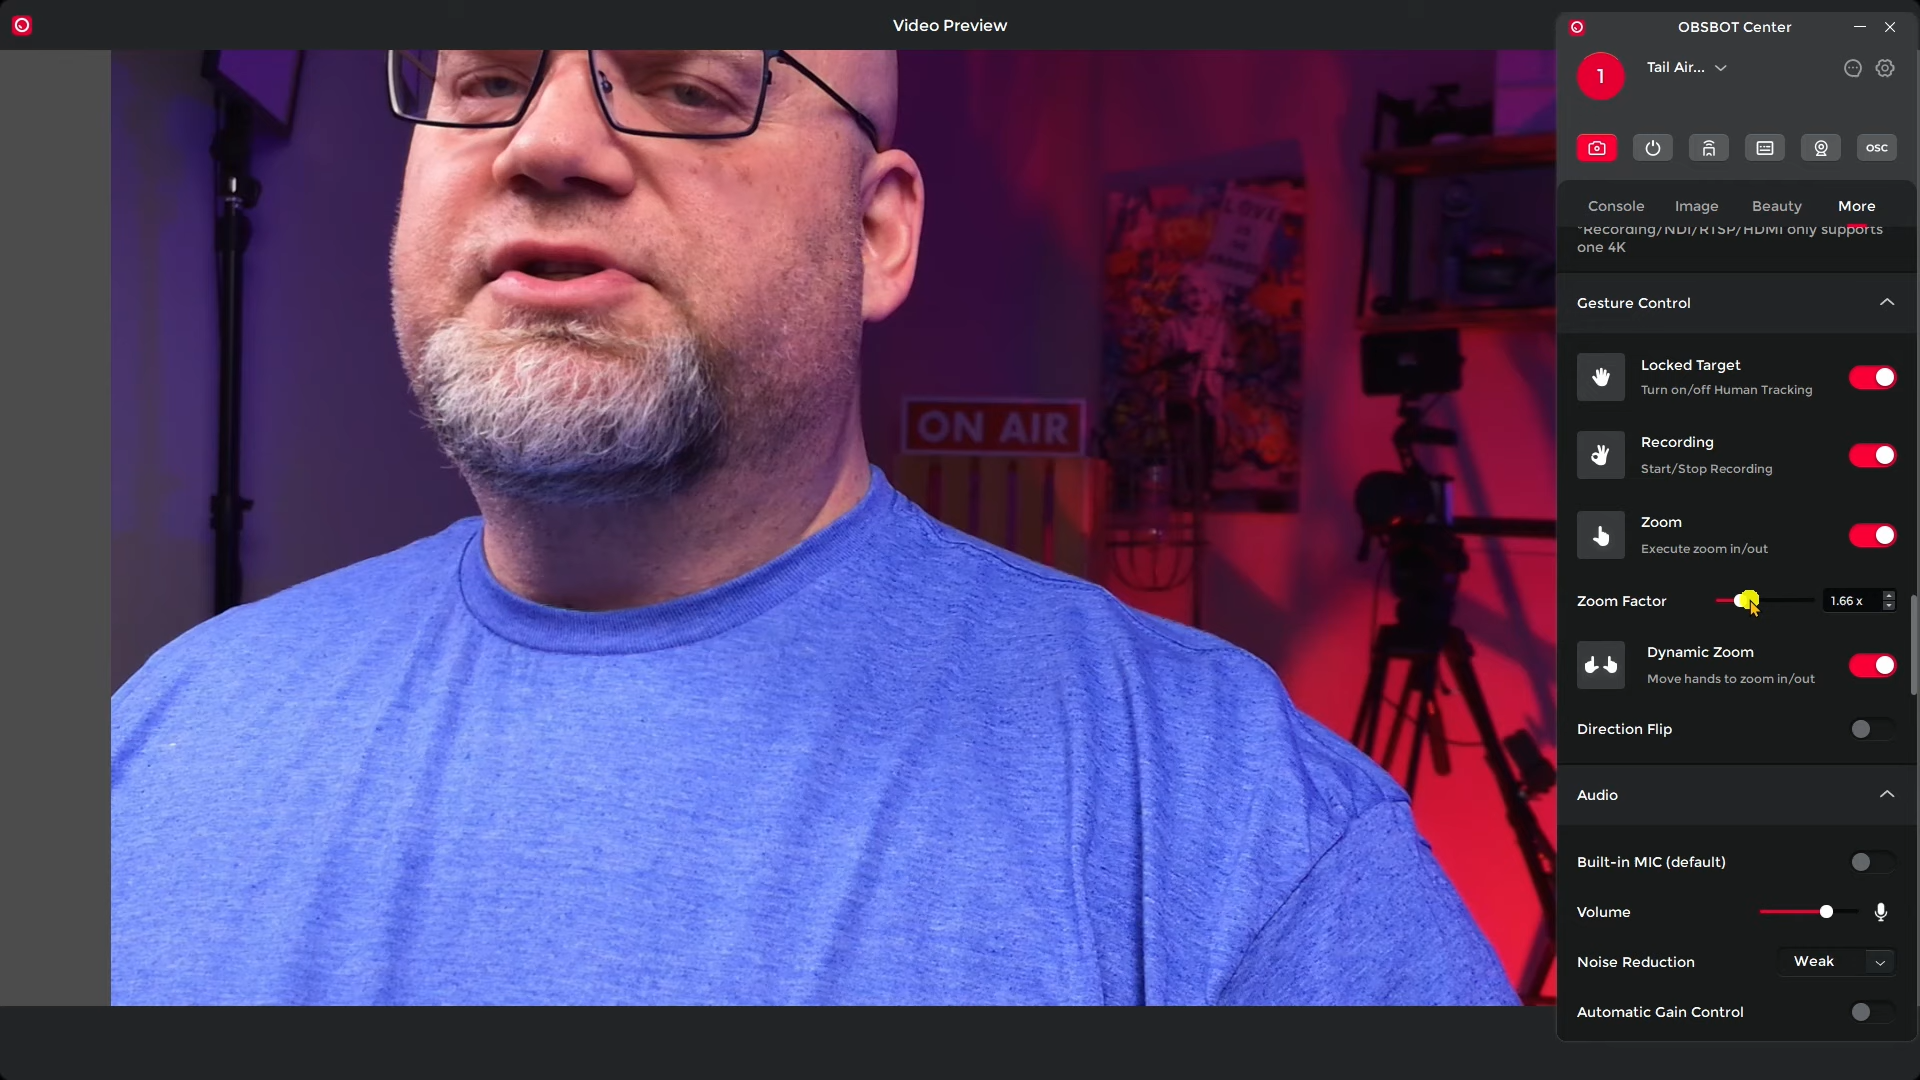 Video Preview
OBSBOT Center
1
Tail Air...
OSC
Console
Image
Beauty
More
*Recording/NDI/RTSP/HDMI only supports
one 4K
Gesture Control
Locked Target
Turn on/off Human Tracking
Recording
Start/Stop Recording
Zoom
Execute zoom in/out
Zoom Factor
1.66 x
Dynamic Zoom
Move hands to zoom in/out
Direction Flip
Audio
Built-in MIC (default)
Volume
Noise Reduction
Weak
Automatic Gain Control
ON AIR
LOVE
IS THE